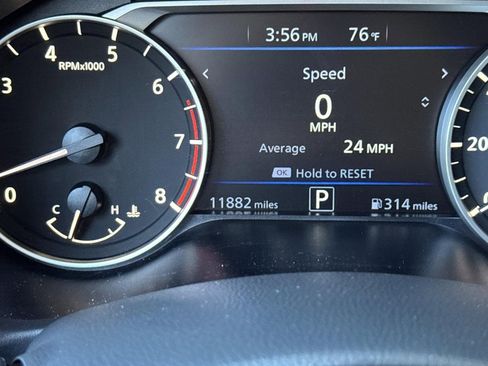 3:56 PM 76°F
Speed
0
MPH
Average 24 MPH
OK Hold to RESET
11882 miles P 314 miles
3 4 5 6 7 8
RPMx1000
0
C H
20
0